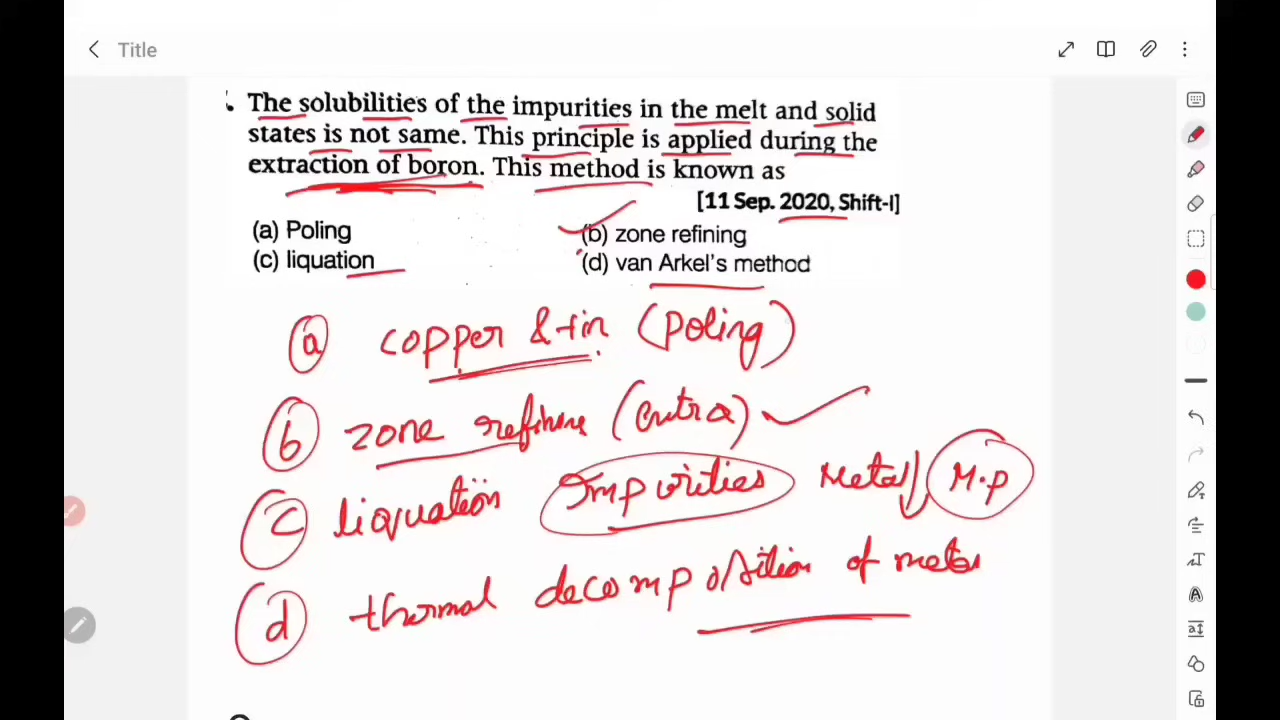 Title
The solubilities of the impurities in the melt and solid
states is not same. This principle is applied during the
extraction of boron. This method is known as
[11 Sep. 2020, Shift-I]
(a) Poling (b) zone refining
(c) liquation (d) van Arkel's method
(a) copper & tin (poling)
(b) zone refining
(c) liquation Impurities metal M.p
(d) thermal decomposition of metal